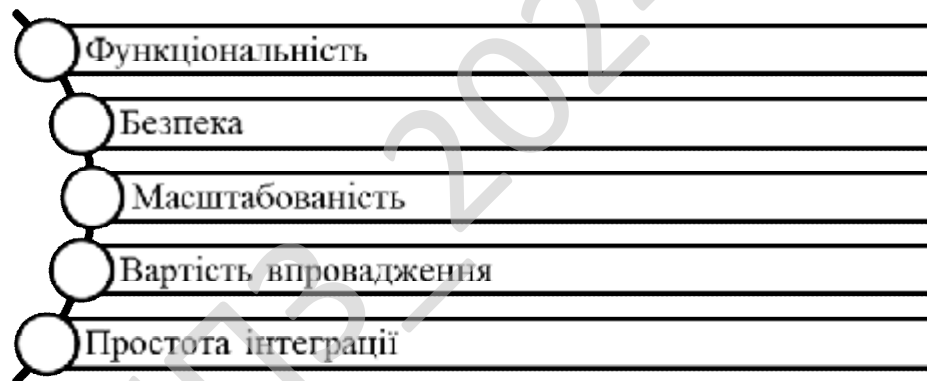 Функціональність
Безпека
Масштабованість
Вартість впровадження
Простота інтеграції